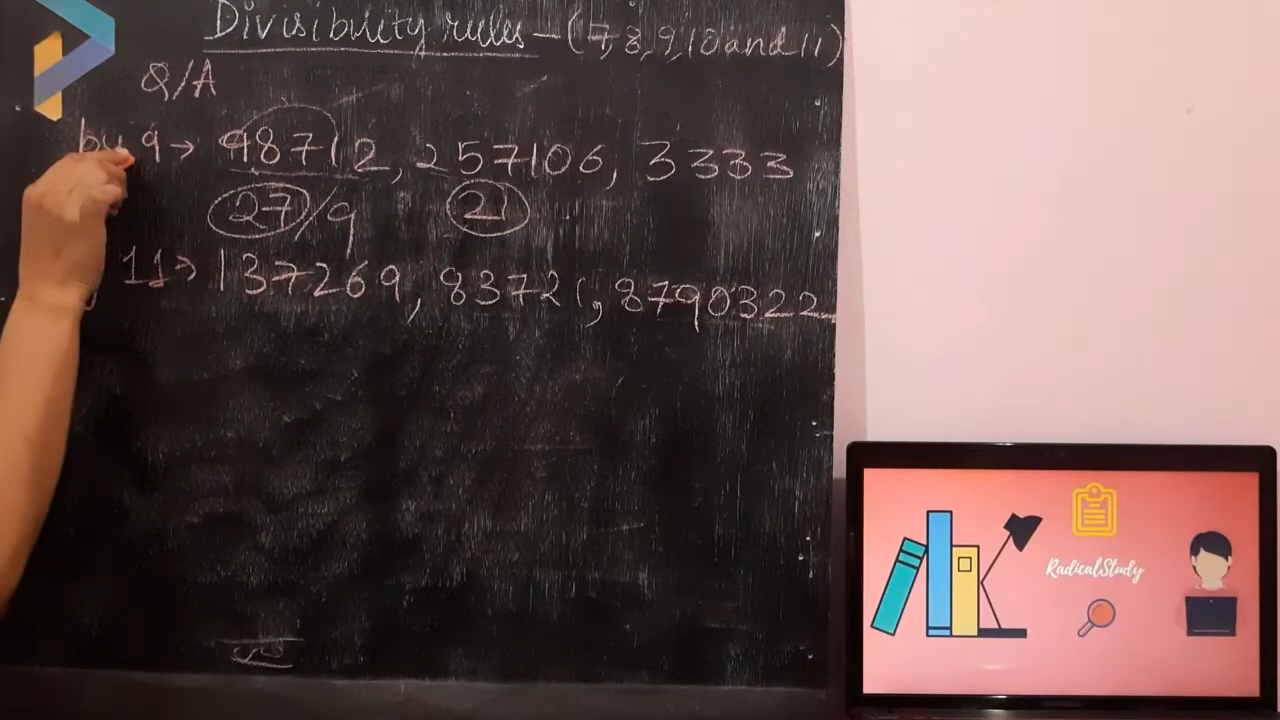 Divisibility rules - (7, 8, 9, 10 and 11)
Q/A
by 9 → 98712, 257106, 3333
27/9 21
11 → 137269, 83721, 8790322
RadicalStudy